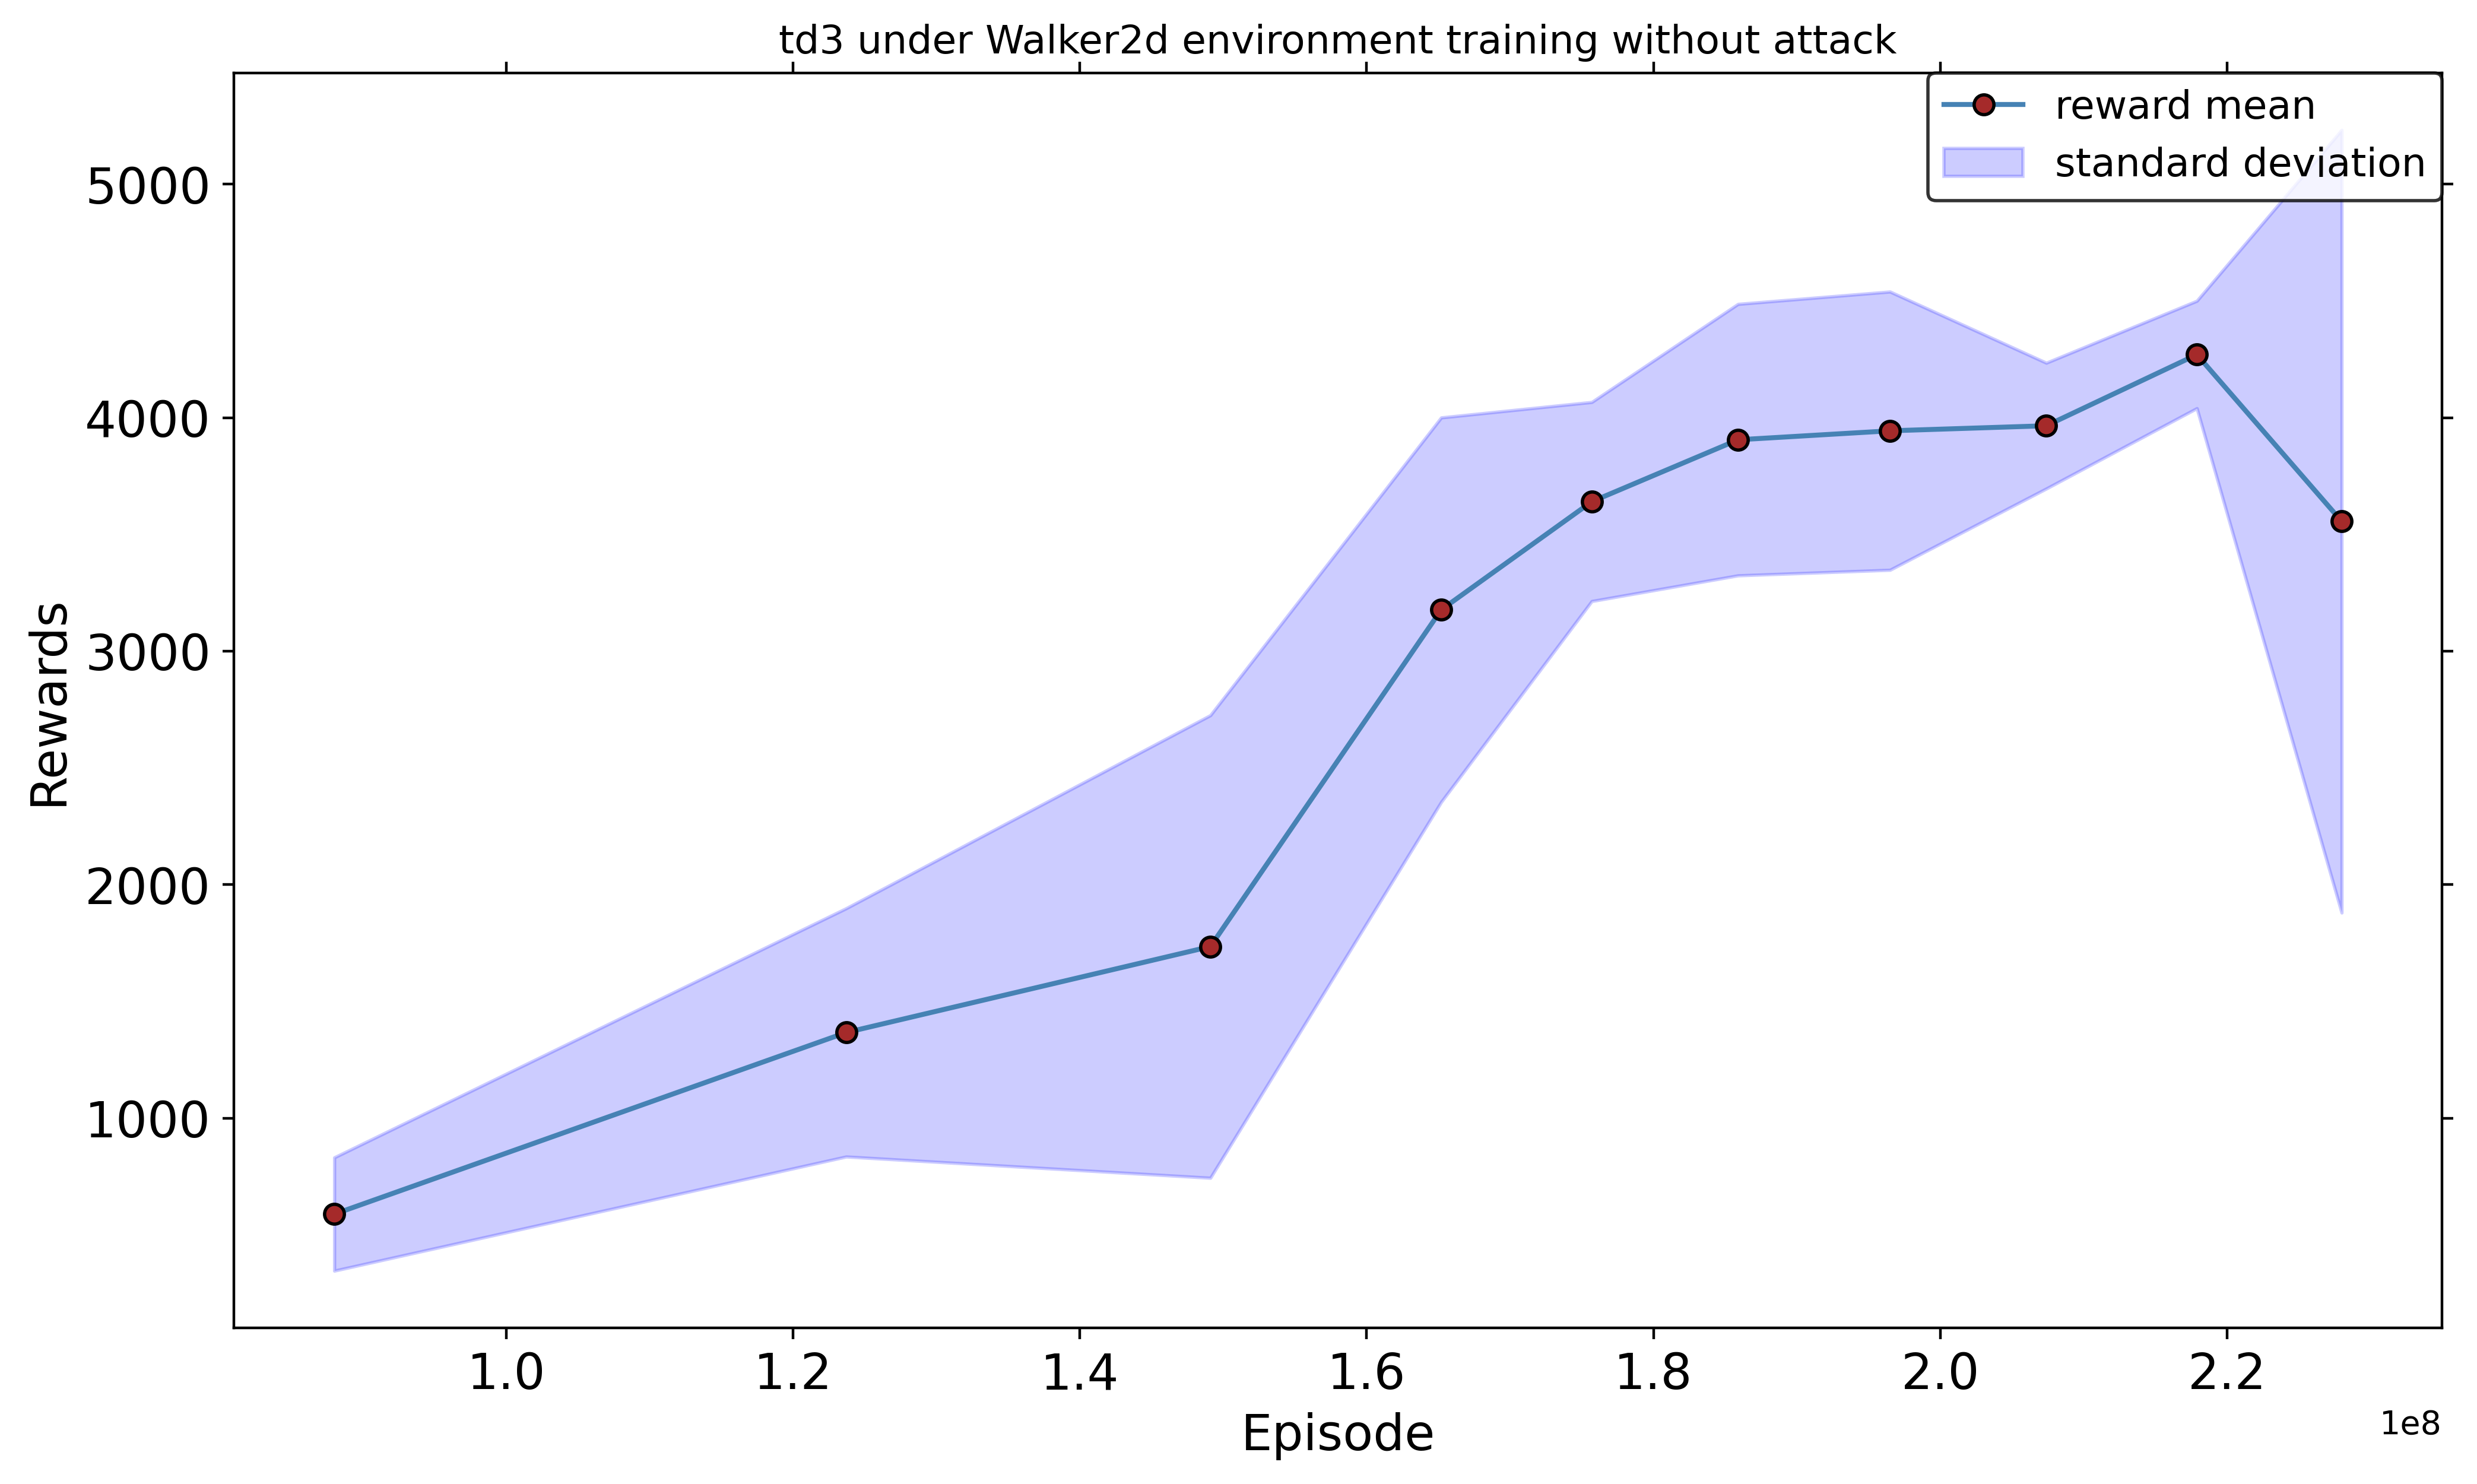 td3 under Walker2d environment training without attack
reward mean
standard deviation
5000
4000
3000
2000
1000
Rewards
1.0 1.2 1.4 1.6 1.8 2.0 2.2
1e8
Episode